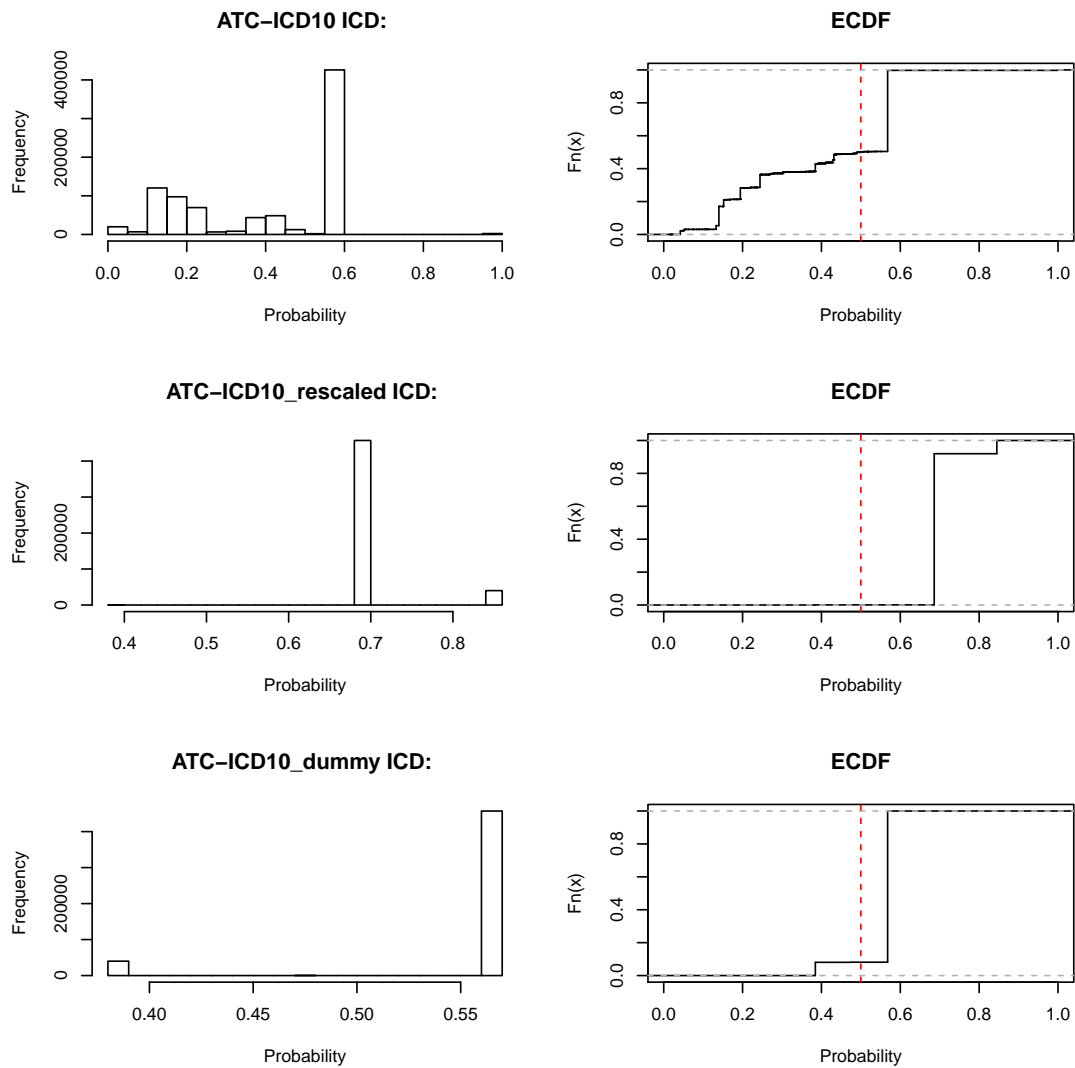 ATC−ICD10 ICD:
Frequency
0
200000
400000
0.0 0.2 0.4 0.6 0.8 1.0
Probability
ECDF
Fn(x)
0.0
0.4
0.8
0.0 0.2 0.4 0.6 0.8 1.0
Probability
ATC−ICD10_rescaled ICD:
Frequency
0
200000
0.4 0.5 0.6 0.7 0.8
Probability
ECDF
Fn(x)
0.0
0.4
0.8
0.0 0.2 0.4 0.6 0.8 1.0
Probability
ATC−ICD10_dummy ICD:
Frequency
0
200000
0.40 0.45 0.50 0.55
Probability
ECDF
Fn(x)
0.0
0.4
0.8
0.0 0.2 0.4 0.6 0.8 1.0
Probability